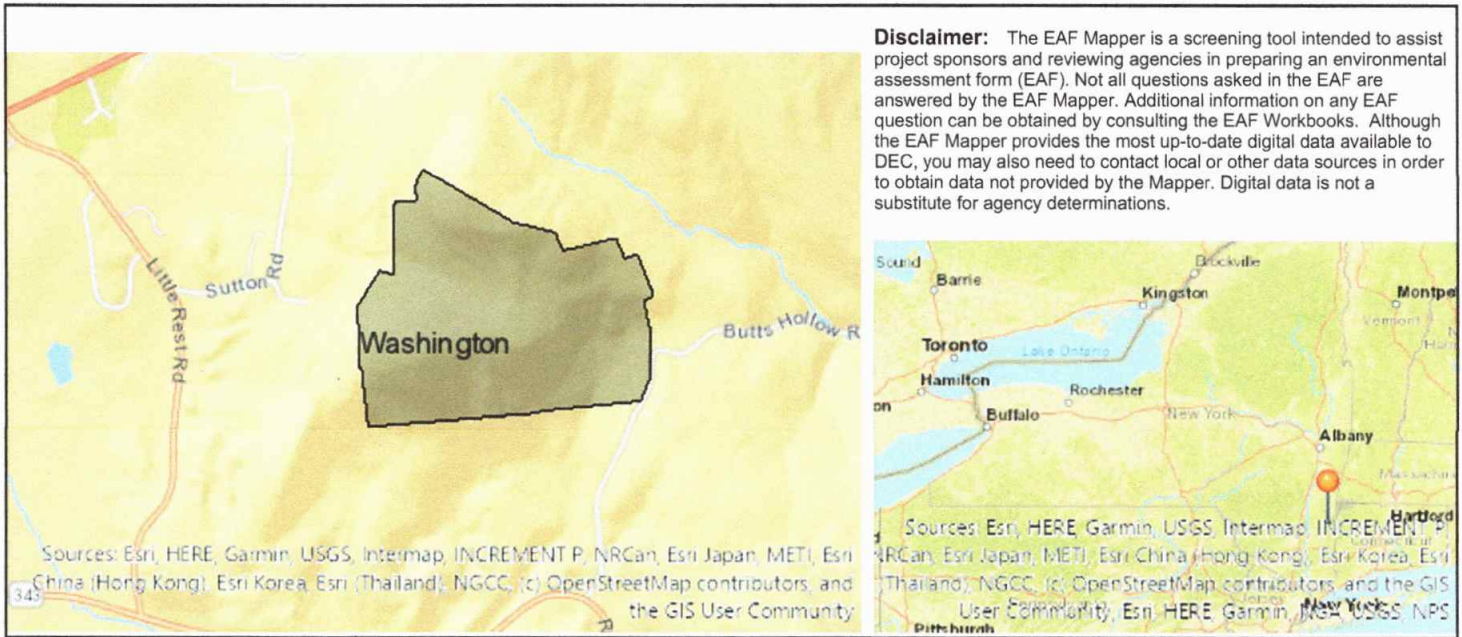 Disclaimer: The EAF Mapper is a screening tool intended to assist
project sponsors and reviewing agencies in preparing an environmental
assessment form (EAF). Not all questions asked in the EAF are
answered by the EAF Mapper. Additional information on any EAF
question can be obtained by consulting the EAF Workbooks. Although
the EAF Mapper provides the most up-to-date digital data available to
DEC, you may also need to contact local or other data sources in order
to obtain data not provided by the Mapper. Digital data is not a
substitute for agency determinations.
Little Rest Rd
Sutton Rd
Washington
Butts Hollow R
343
R
Sources: Esri, HERE, Garmin, USGS, Intermap, INCREMENT P, NRCan, Esri Japan, METI, Esri
China (Hong Kong), Esri Korea, Esri (Thailand), NGCC, (c) OpenStreetMap contributors, and
the GIS User Community
Sound
Barrie
Brockville
Kingston
Montpe
Vermont
Toronto
Lake Ontario
Hamilton
Rochester
Buffalo
New York
Albany
Massachu
Hartford
Connecticut
Sources: Esri, HERE, Garmin, USGS, Intermap, INCREMENT P,
NRCan, Esri Japan, METI, Esri China (Hong Kong), Esri Korea, Esri
(Thailand), NGCC, (c) OpenStreetMap contributors, and the GIS
User Community, Esri, HERE, Garmin, NGA, USGS, NPS
New York
Pittsburgh